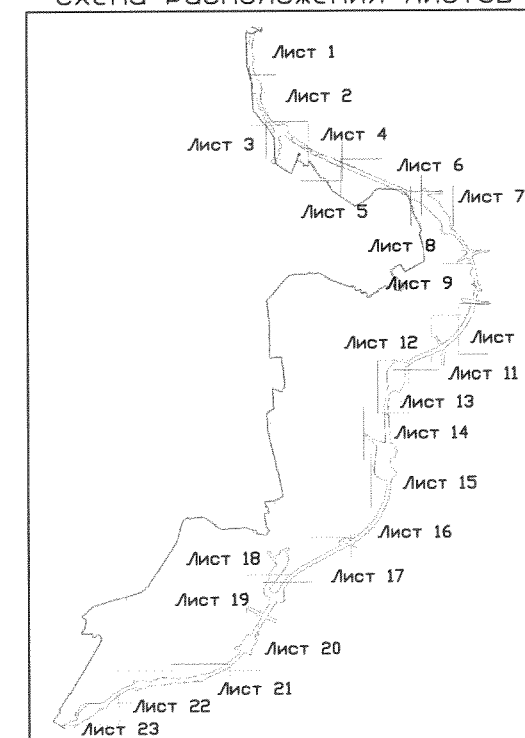 Схема расположения листов
Лист 1
Лист 2
Лист 3
Лист 4
Лист 5
Лист 6
Лист 7
Лист 8
Лист 9
Лист
Лист 11
Лист 12
Лист 13
Лист 14
Лист 15
Лист 16
Лист 17
Лист 18
Лист 19
Лист 20
Лист 21
Лист 22
Лист 23